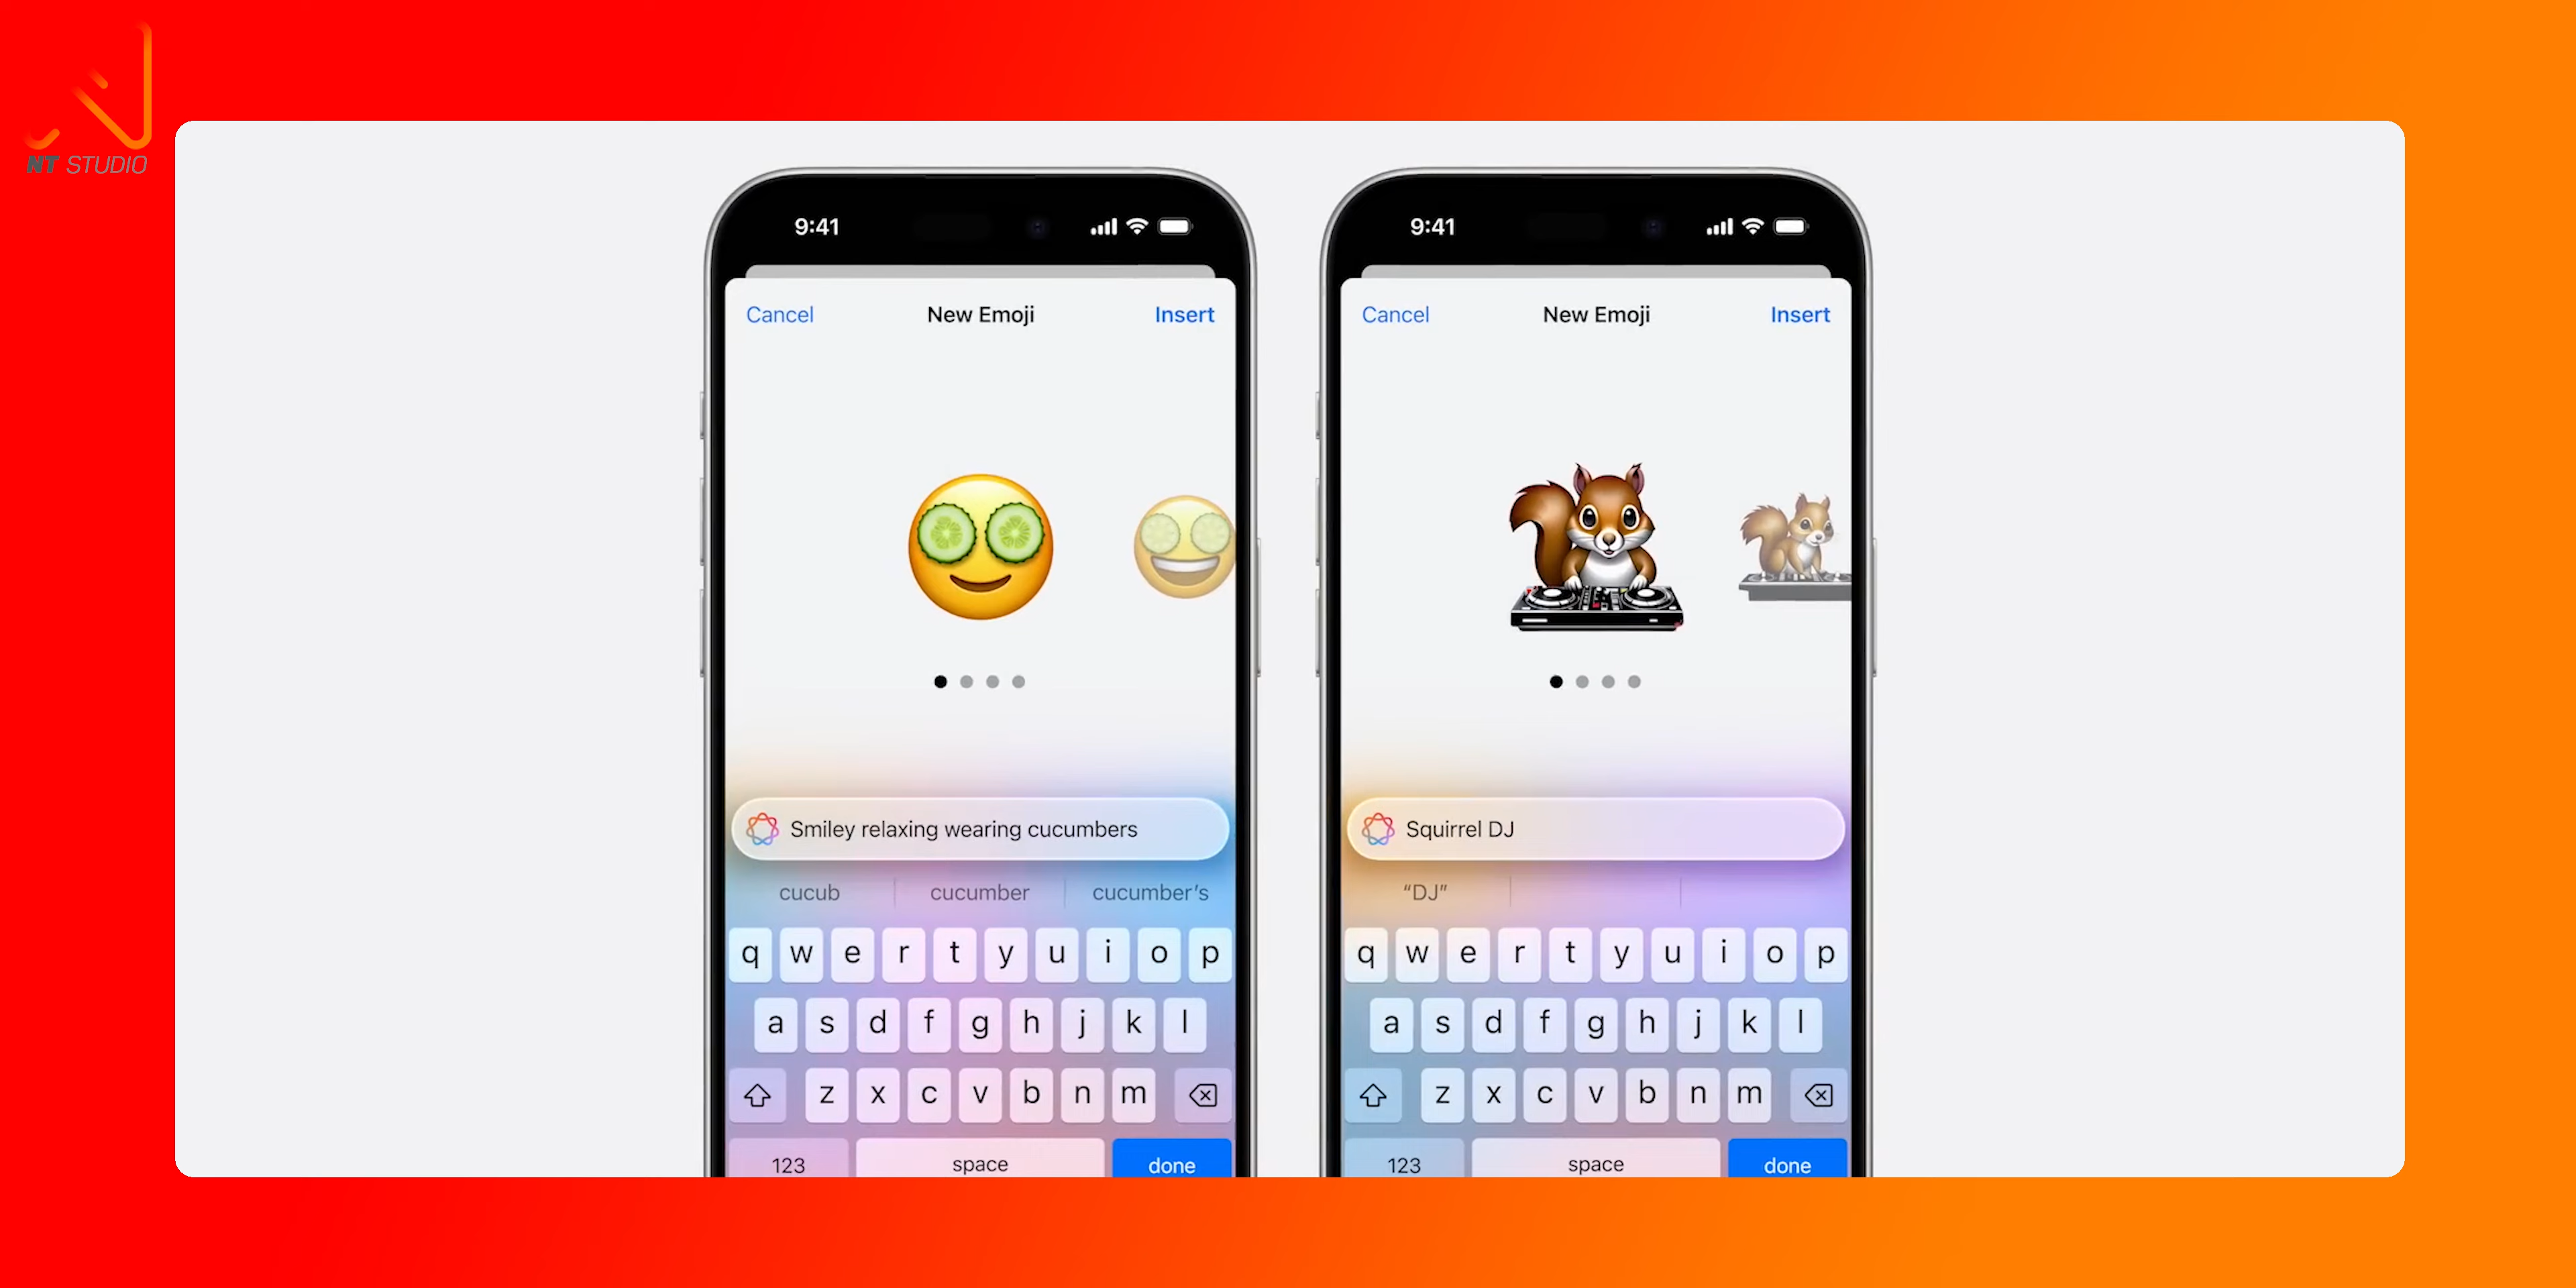 NT STUDIO
9:41
Cancel New Emoji Insert
Smiley relaxing wearing cucumbers
cucub cucumber cucumber's
q w e r t y u i o p
a s d f g h j k l
z x c v b n m
123 space done
9:41
Cancel New Emoji Insert
Squirrel DJ
“DJ”
q w e r t y u i o p
a s d f g h j k l
z x c v b n m
123 space done